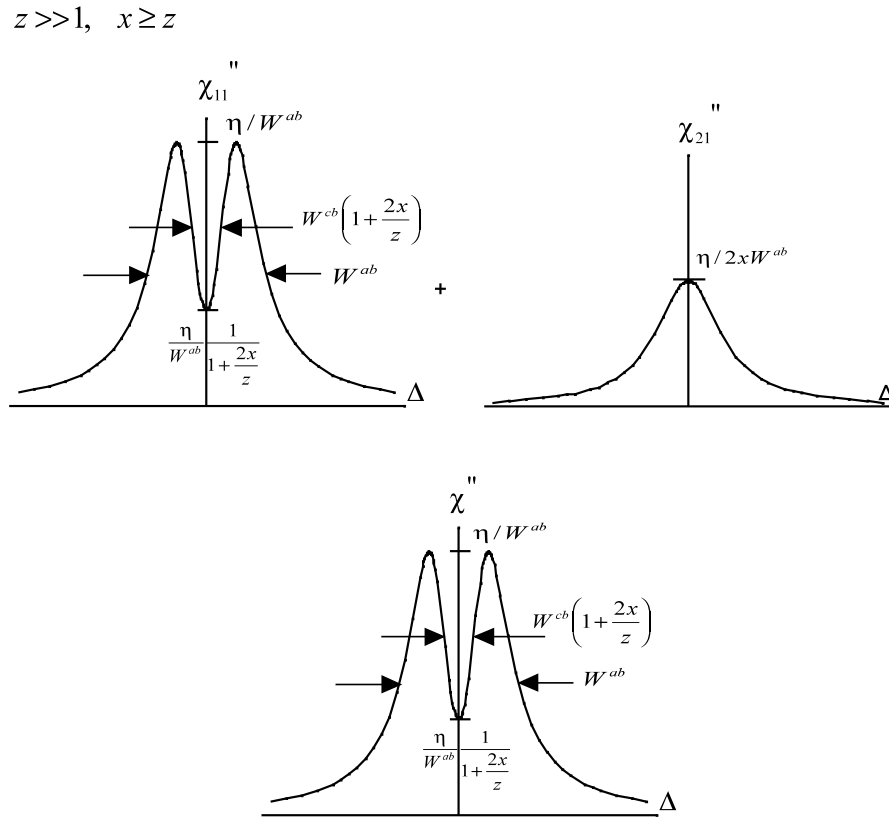 z >> 1, x ≥ z
χ₁₁"
η / W^{ab}
W^{cb}(1 + 2x/z)
W^{ab}
η/W^{ab} 1/(1 + 2x/z)
Δ
+
χ₂₁"
η / 2xW^{ab}
Δ
χ"
η / W^{ab}
W^{cb}(1 + 2x/z)
W^{ab}
η/W^{ab} 1/(1 + 2x/z)
Δ